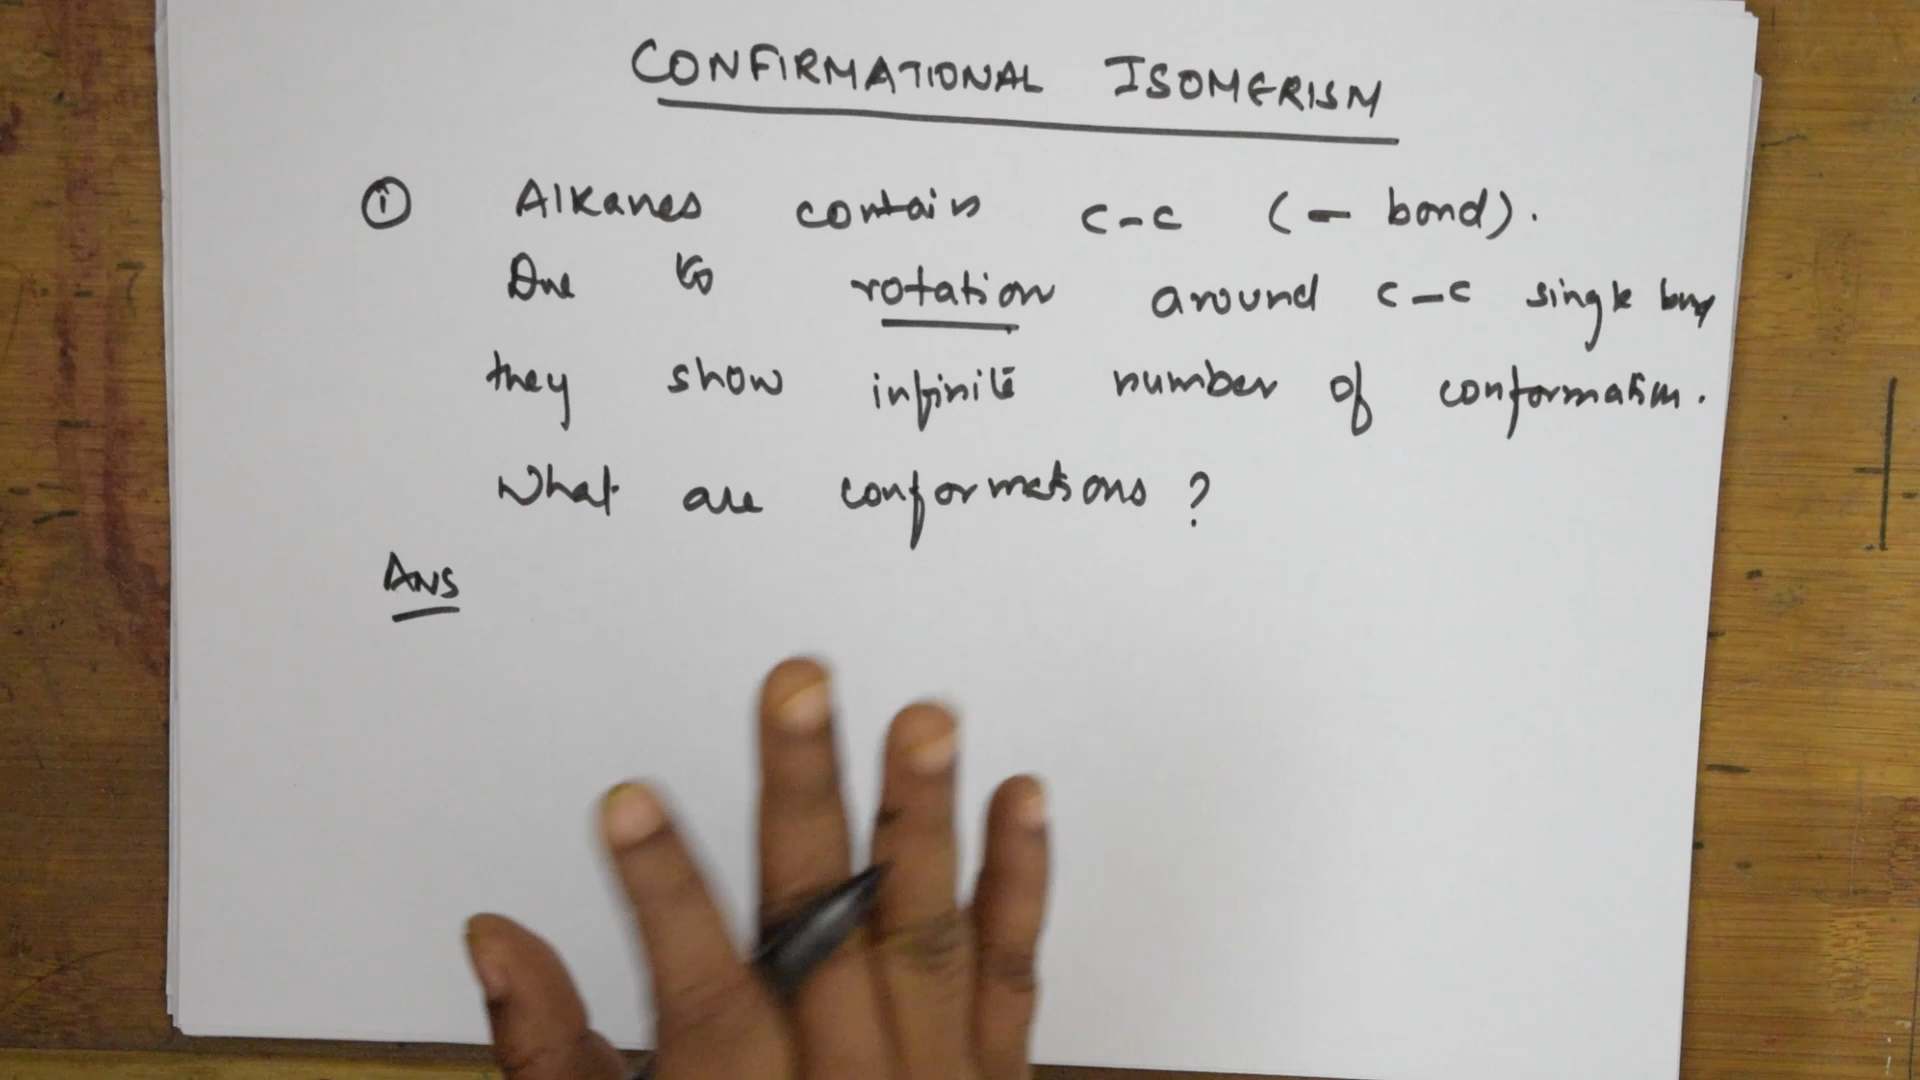 CONFIRMATIONAL ISOMERISM
① Alkanes contain C-C (- bond).
Due to rotation around C-C single bond
they show infinite number of conformation.
What are conformations ?
ANS